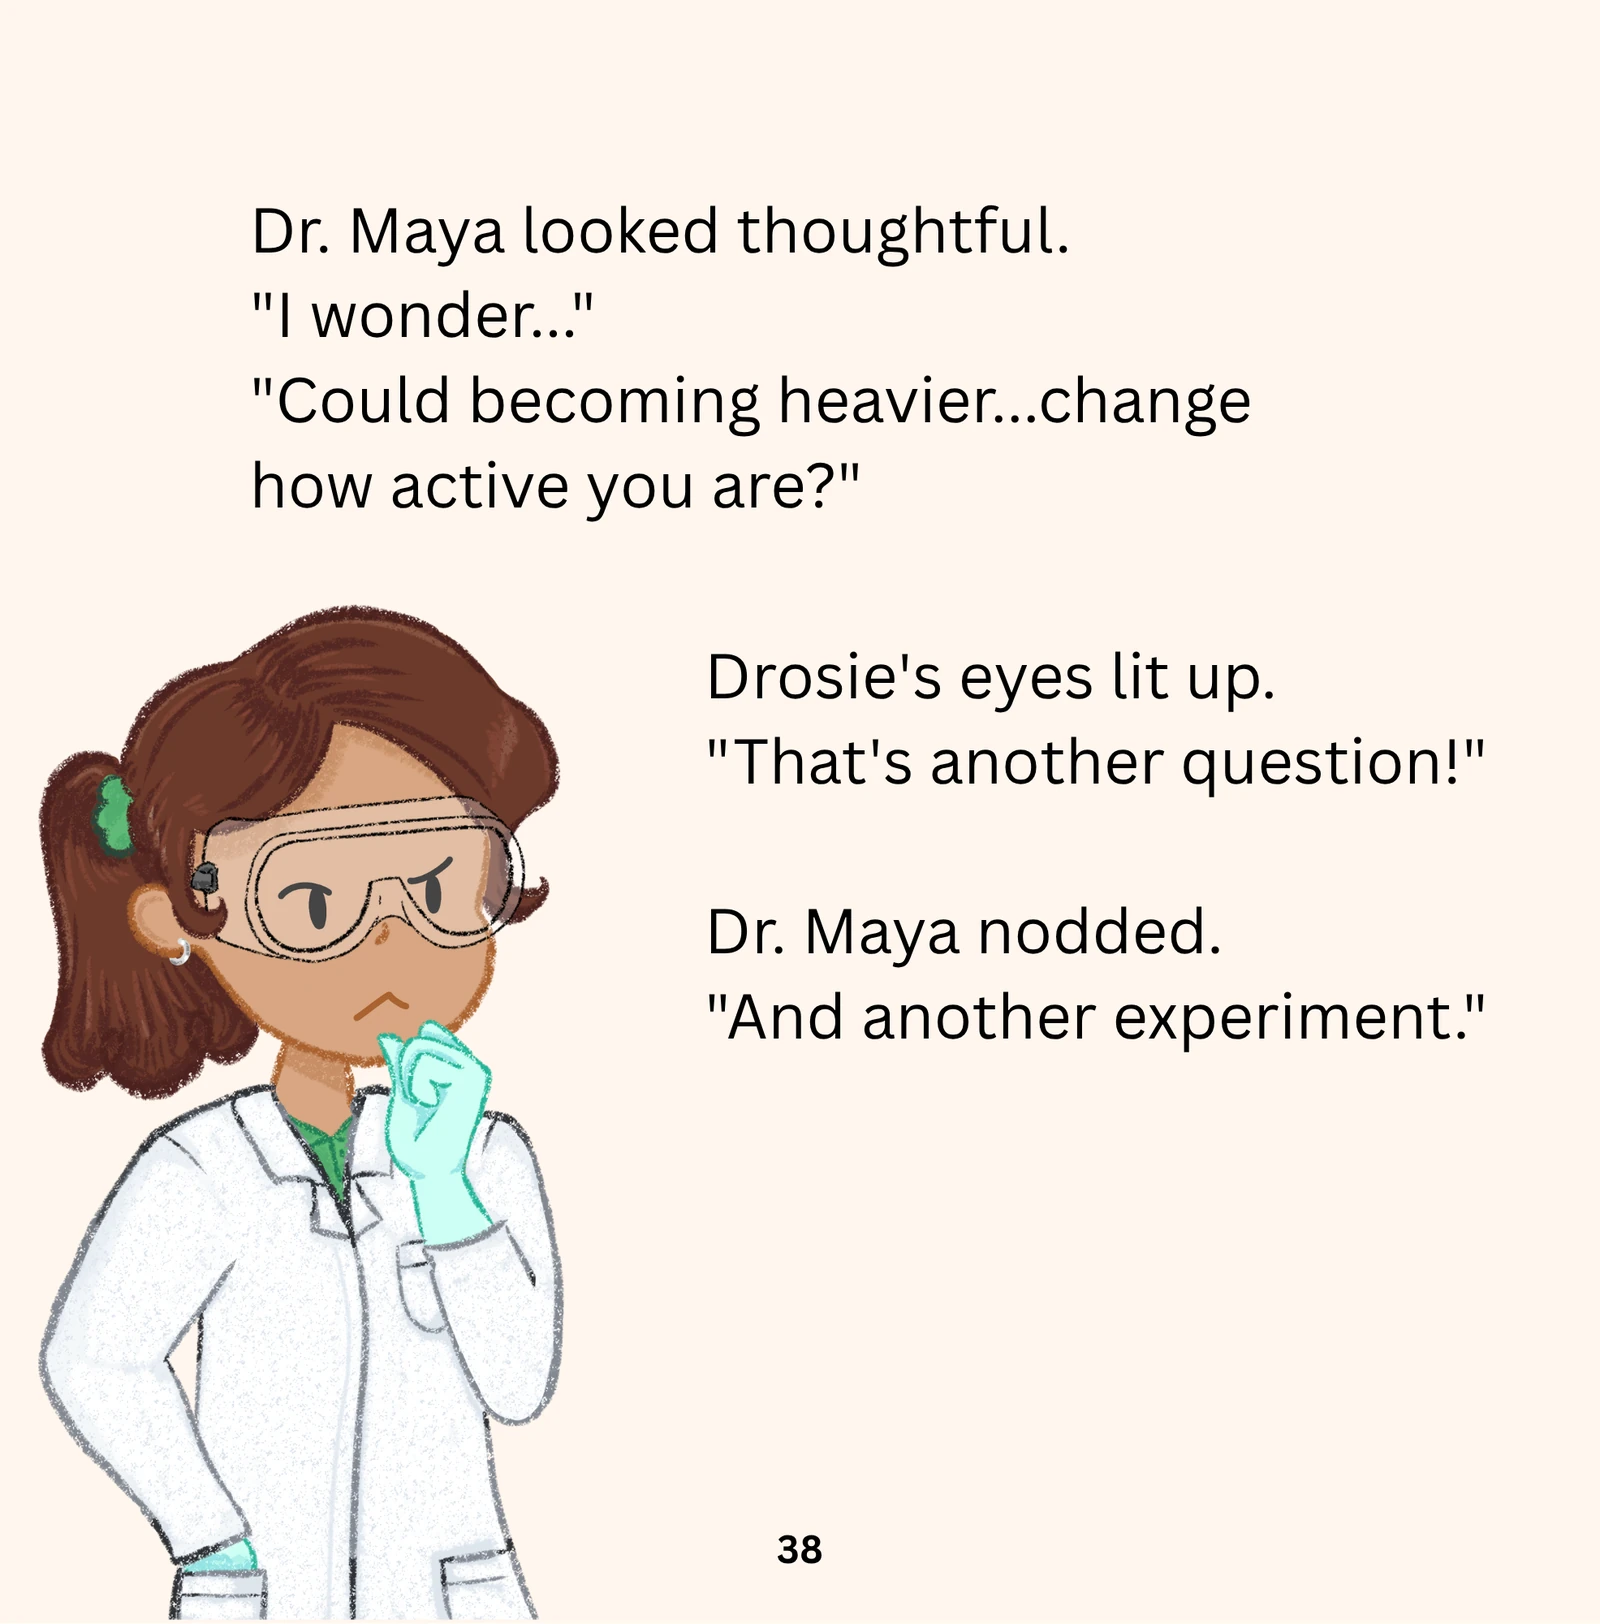 Dr. Maya looked thoughtful.
"I wonder..."
"Could becoming heavier...change
how active you are?"
Drosie's eyes lit up.
"That's another question!"
Dr. Maya nodded.
"And another experiment."
38